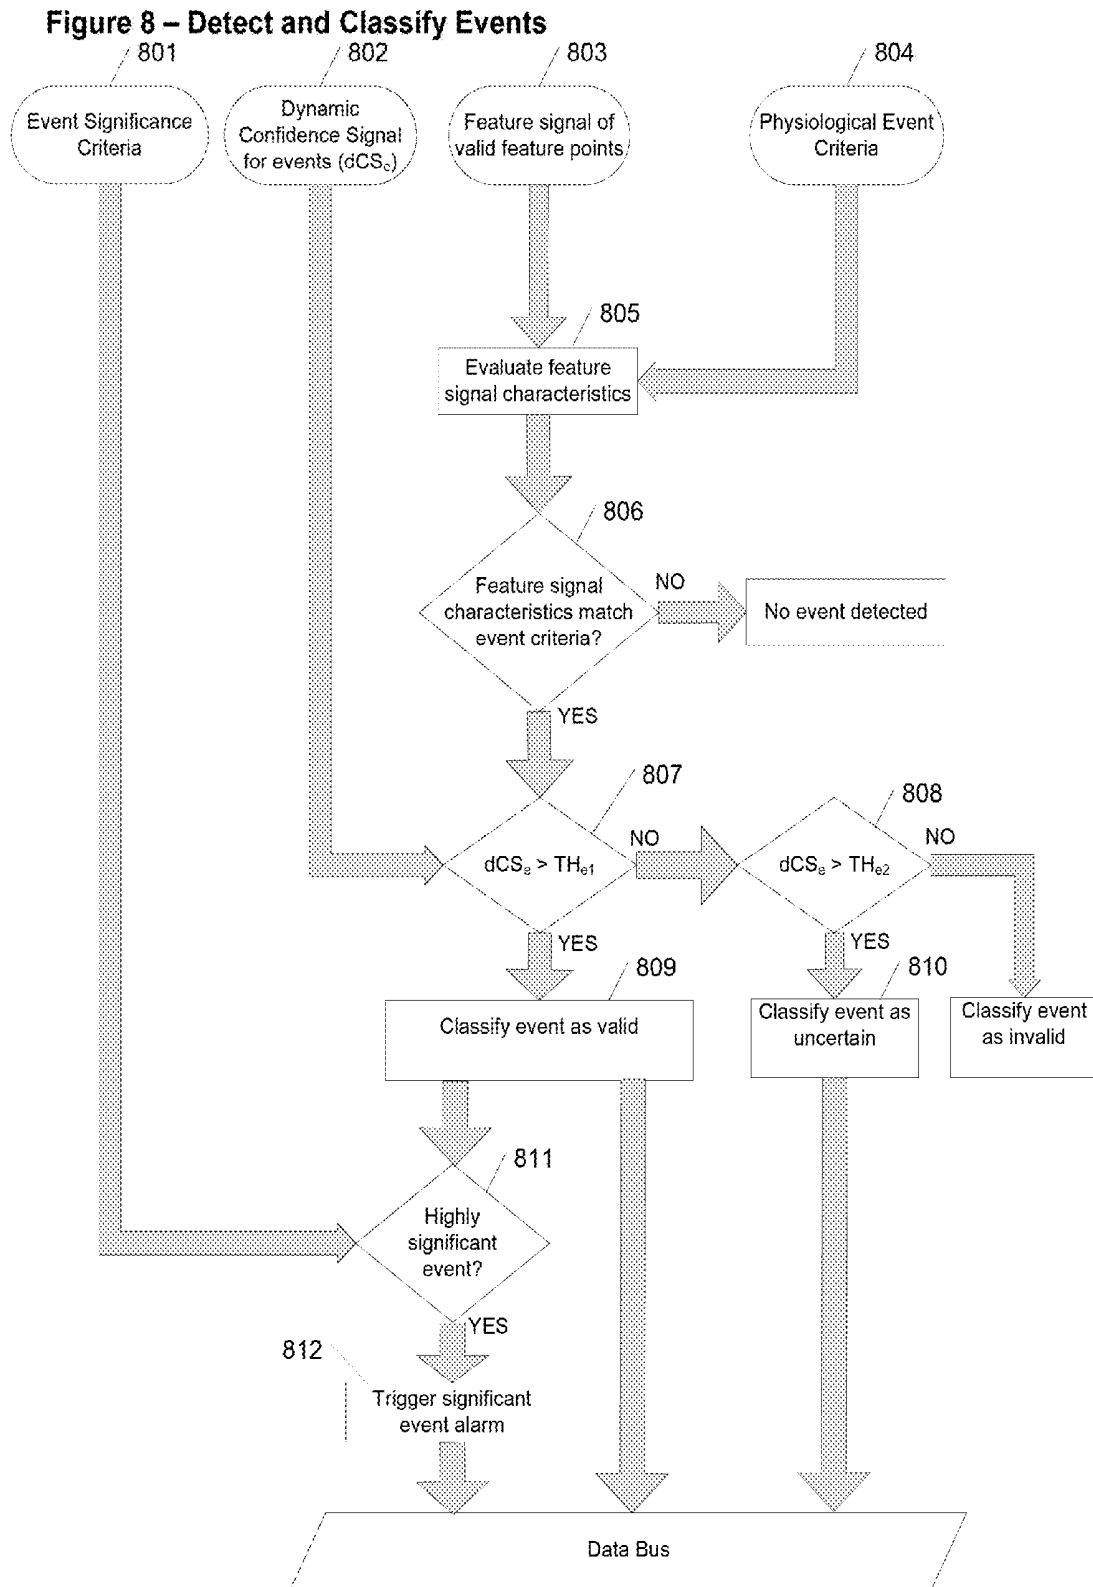 Figure 8 – Detect and Classify Events
801
802
803
804
Event Significance
Criteria
Dynamic
Confidence Signal
for events (dCSe)
Feature signal of
valid feature points
Physiological Event
Criteria
805
Evaluate feature
signal characteristics
806
Feature signal
characteristics match
event criteria?
NO
No event detected
YES
807
808
dCSe > THe1
NO
dCSe > THe2
NO
YES
YES
809
810
Classify event as valid
Classify event as
uncertain
Classify event
as invalid
811
Highly
significant
event?
YES
812
Trigger significant
event alarm
Data Bus